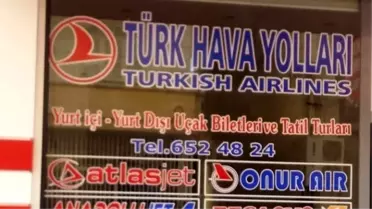 TÜRK HAVA YOLLARI
TURKISH AIRLINES
Yurt içi - Yurt Dışı Uçak Biletleri ve Tatil Turları
Tel.652 48 24
atlasjet
ONUR AIR